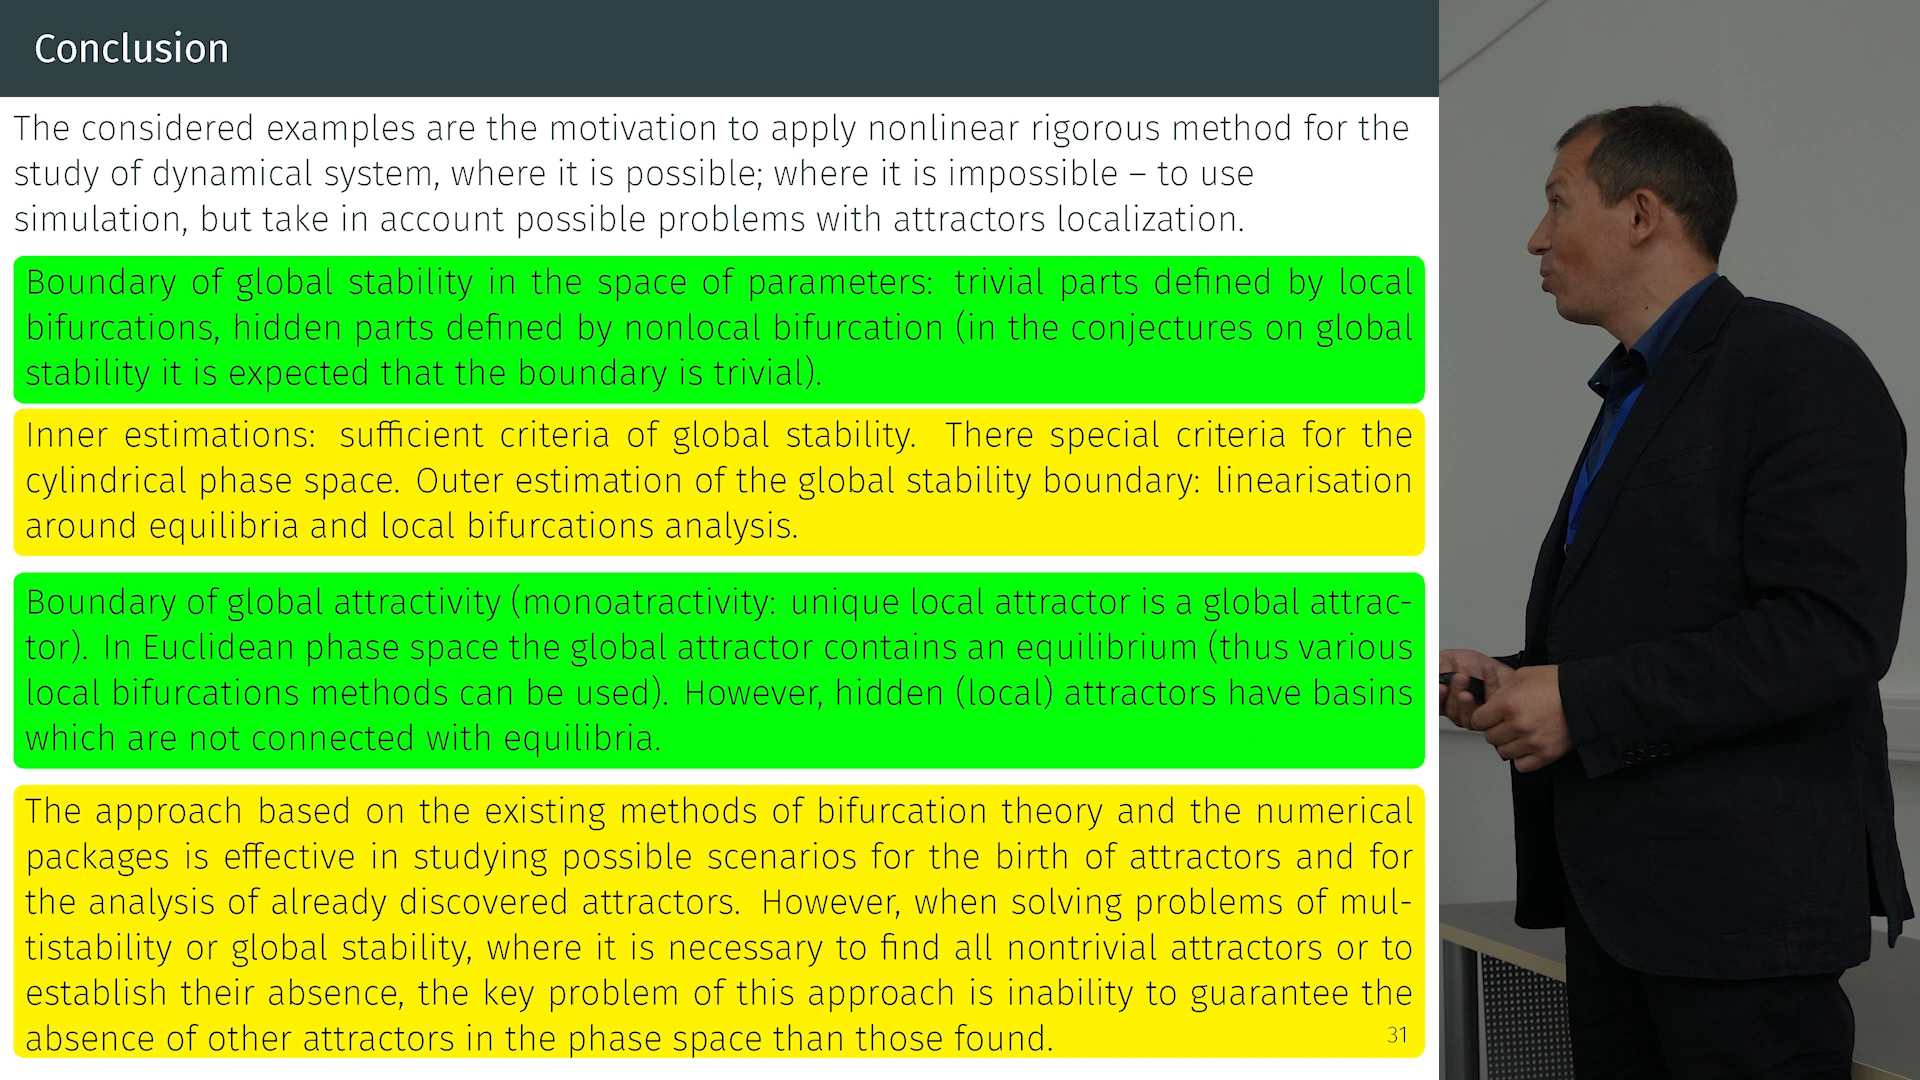 Conclusion
The considered examples are the motivation to apply nonlinear rigorous method for the
study of dynamical system, where it is possible; where it is impossible – to use
simulation, but take in account possible problems with attractors localization.
Boundary of global stability in the space of parameters: trivial parts defined by local
bifurcations, hidden parts defined by nonlocal bifurcation (in the conjectures on global
stability it is expected that the boundary is trivial).
Inner estimations: sufficient criteria of global stability. There special criteria for the
cylindrical phase space. Outer estimation of the global stability boundary: linearisation
around equilibria and local bifurcations analysis.
Boundary of global attractivity (monoatractivity: unique local attractor is a global attrac-
tor). In Euclidean phase space the global attractor contains an equilibrium (thus various
local bifurcations methods can be used). However, hidden (local) attractors have basins
which are not connected with equilibria.
The approach based on the existing methods of bifurcation theory and the numerical
packages is effective in studying possible scenarios for the birth of attractors and for
the analysis of already discovered attractors. However, when solving problems of mul-
tistability or global stability, where it is necessary to find all nontrivial attractors or to
establish their absence, the key problem of this approach is inability to guarantee the
absence of other attractors in the phase space than those found.
31